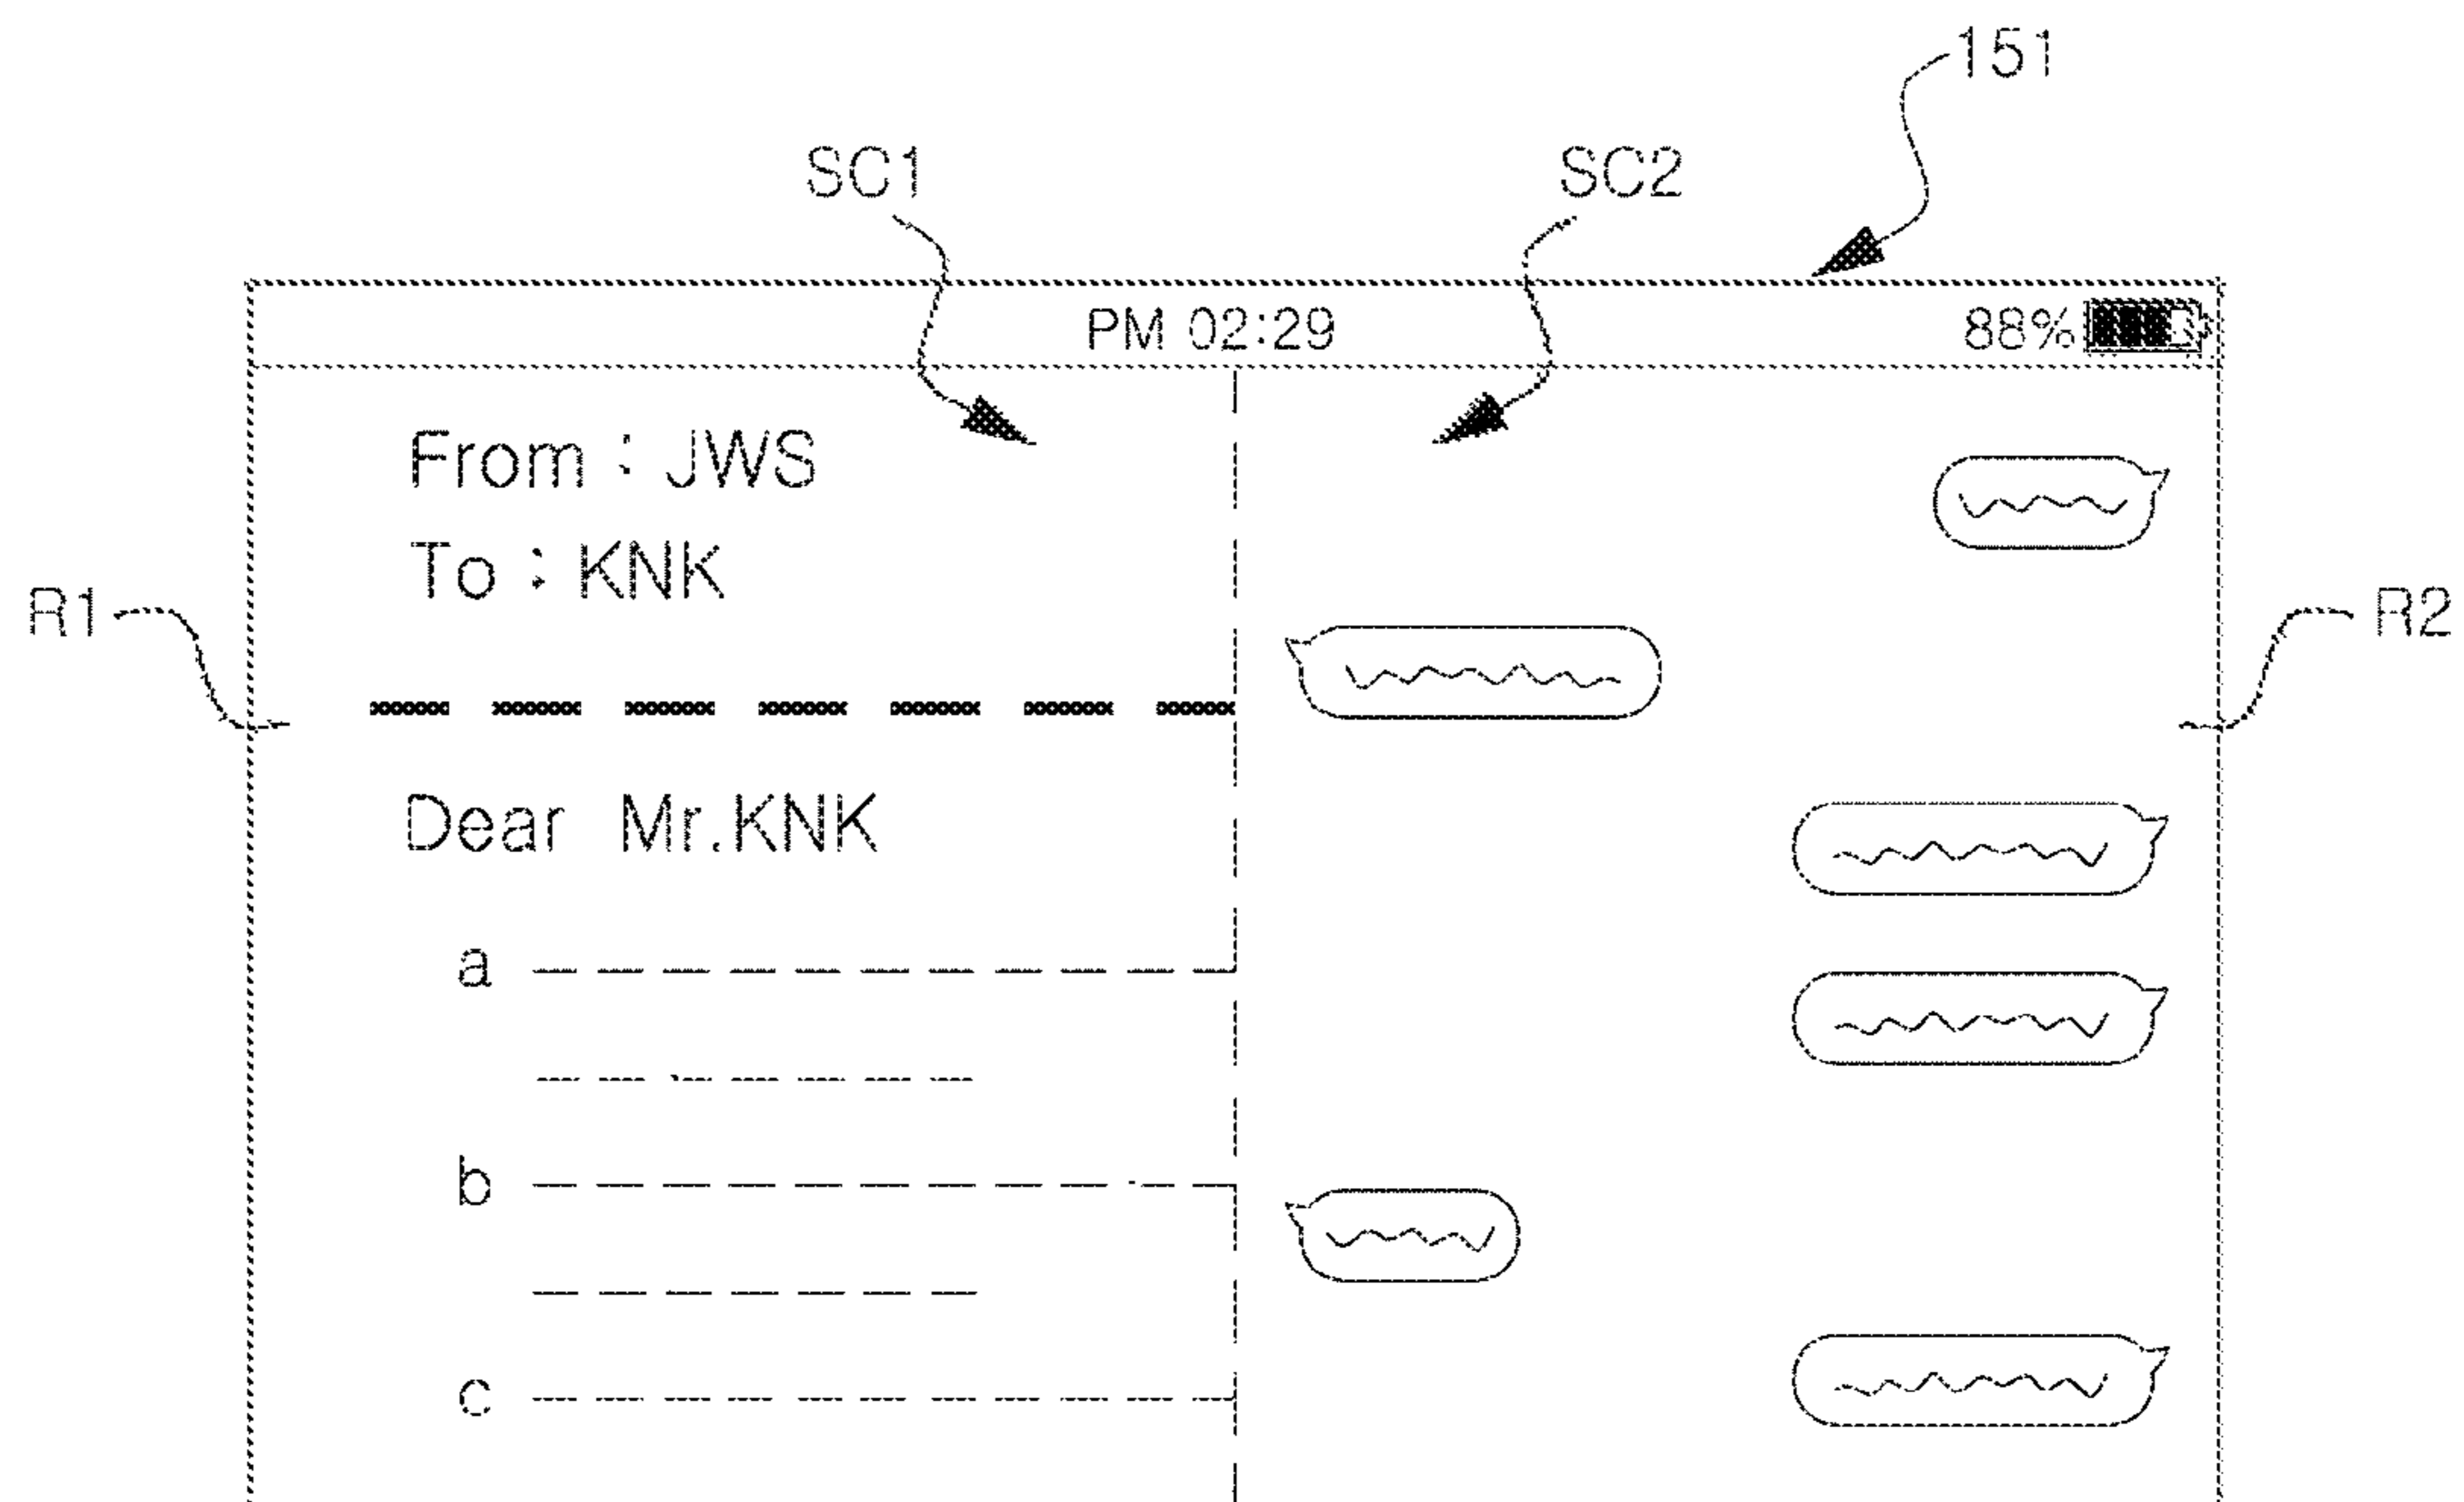 151
SC1 SC2
PM 02:29 88%
From : JWS
To : KNK
R1 R2
Dear Mr.KNK
a
b
c